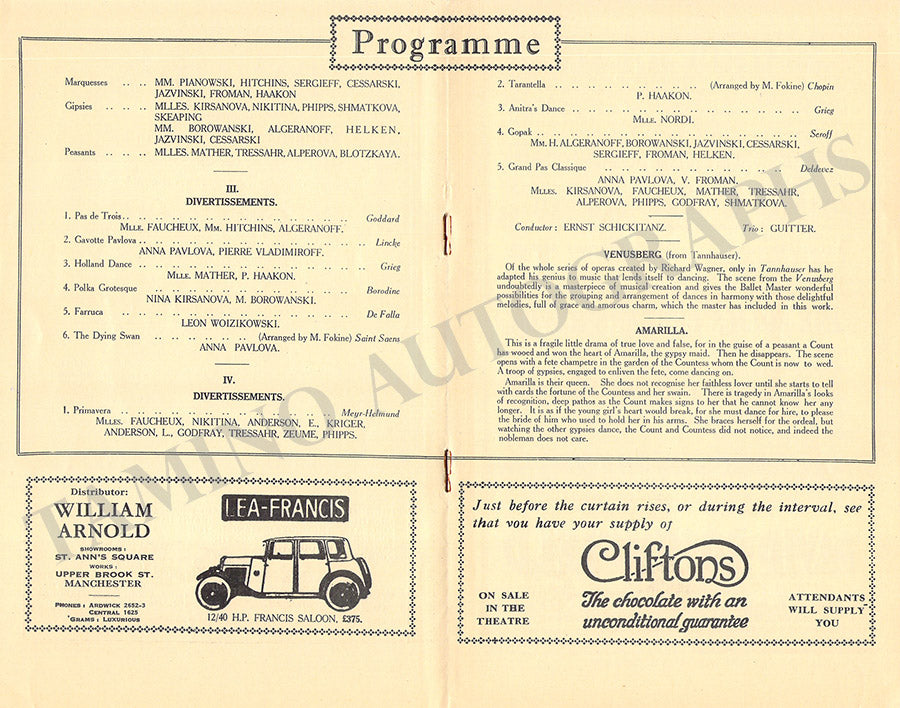 Programme
Marquesses .. .. MM. PIANOWSKI, HITCHINS, SERGIEFF, CESSARSKI,
JAZVINSKI, FROMAN, HAAKON
Gipsies .. .. .. MLLES. KIRSANOVA, NIKITINA, PHIPPS, SHMATKOVA,
SKEAPING
MM. BOROWANSKI, ALGERANOFF, HELKEN,
JAZVINSKI, CESSARSKI
Peasants .. .. .. MLLES. MATHER, TRESSAHR, ALPEROVA, BLOTZKAYA.
III.
DIVERTISSEMENTS.
1. Pas de Trois .. .. .. .. .. .. .. .. .. .. .. Goddard
MLLE. FAUCHEUX, MM. HITCHINS, ALGERANOFF.
2. Gavotte Pavlova .. .. .. .. .. .. .. .. .. .. Lincke
ANNA PAVLOVA, PIERRE VLADIMIROFF.
3. Holland Dance .. .. .. .. .. .. .. .. .. .. Grieg
MLLE. MATHER, P. HAAKON.
4. Polka Grotesque .. .. .. .. .. .. .. .. .. Borodine
NINA KIRSANOVA, M. BOROWANSKI.
5. Farruca .. .. .. .. .. .. .. .. .. .. De Falla
LEON WOIZIKOWSKI.
6. The Dying Swan .. .. .. .. .. (Arranged by M. Fokine) Saint Saens
ANNA PAVLOVA.
IV.
DIVERTISSEMENTS.
1. Primavera .. .. .. .. .. .. .. .. .. .. Meyr-Helmund
MLLES. FAUCHEUX, NIKITINA, ANDERSON, E., KRIGER,
ANDERSON, L., GODFRAY, TRESSAHR, ZEUME, PHIPPS.
2. Tarantella .. .. .. .. .. .. .. (Arranged by M. Fokine) Chopin
P. HAAKON.
3. Anitra's Dance .. .. .. .. .. .. .. .. .. .. Grieg
MLLE. NORDI.
4. Gopak .. .. .. .. .. .. .. .. .. .. .. .. Seroff
MM. H. ALGERANOFF, BOROWANSKI, JAZVINSKI, CESSARSKI,
SERGIEFF, FROMAN, HELKEN.
5. Grand Pas Classique .. .. .. .. .. .. .. Deldevez
ANNA PAVLOVA, V. FROMAN.
MLLES. KIRSANOVA, FAUCHEUX, MATHER, TRESSAHR,
ALPEROVA, PHIPPS, GODFRAY, SHMATKOVA.
Conductor : ERNST SCHICKITANZ. Trio : GUITTER.
VENUSBERG (from Tannhauser).
Of the whole series of operas created by Richard Wagner, only in Tannhauser has he
adapted his genius to music that lends itself to dancing. The scene from the Venusberg
undoubtedly is a masterpiece of musical creation and gives the Ballet Master wonderful
possibilities for the devising and arrangement of dances in harmony with those delightful
melodies, full of grace and amorous charm, which the master has included in this work.
AMARILLA.
This is a fragile little drama of true love and false, for in the guise of a peasant a Count
has wooed and won the heart of Amarilla, the gypsy maid. Then he disappears. The scene
opens with a fete champetre in the garden of the Countess whom the Count is now to wed.
A troop of gypsies, engaged to enliven the fete, come dancing on.
Amarilla is their queen. She does not recognise her faithless lover until she starts to tell
with cards the fortune of the Countess and her swain. There is tragedy in Amarilla's looks
of recognition, deep pathos as the Count makes signs to her that he cannot know her any
longer. It is as if the young girl's heart would break, for she must dance for hire, to please
the bride of him who used to hold her in his arms. She braces herself for the ordeal, but
watching the other gypsies dance, the Count and Countess did not notice, and indeed the
nobleman does not care.
Distributor:
WILLIAM
ARNOLD
SHOWROOMS :
ST. ANN'S SQUARE
WORKS :
UPPER BROOK ST.
MANCHESTER
PHONES : ARDWICK 2652-3
CENTRAL 1625
'GRAMS : LUXURIOUS
LEA-FRANCIS
12/40 H.P. FRANCIS SALOON, £375.
Just before the curtain rises, or during the interval, see
that you have your supply of
Cliftons
The chocolate with an
unconditional guarantee
ON SALE
IN THE
THEATRE
ATTENDANTS
WILL SUPPLY
YOU
TAMINO AUTOGRAPHS